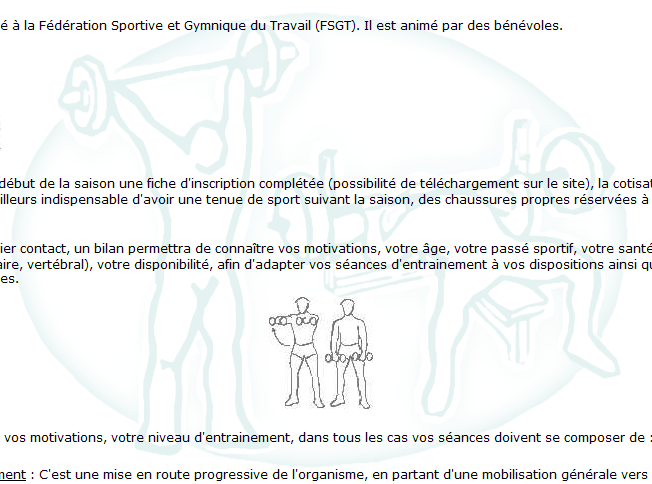 é à la Fédération Sportive et Gymnique du Travail (FSGT). Il est animé par des bénévoles.
début de la saison une fiche d'inscription complétée (possibilité de téléchargement sur le site), la cotisat
illeurs indispensable d'avoir une tenue de sport suivant la saison, des chaussures propres réservées à
ier contact, un bilan permettra de connaître vos motivations, votre âge, votre passé sportif, votre santé
aire, vertébral), votre disponibilité, afin d'adapter vos séances d'entrainement à vos dispositions ainsi qu
es.
vos motivations, votre niveau d'entrainement, dans tous les cas vos séances doivent se composer de :
ment : C'est une mise en route progressive de l'organisme, en partant d'une mobilisation générale vers